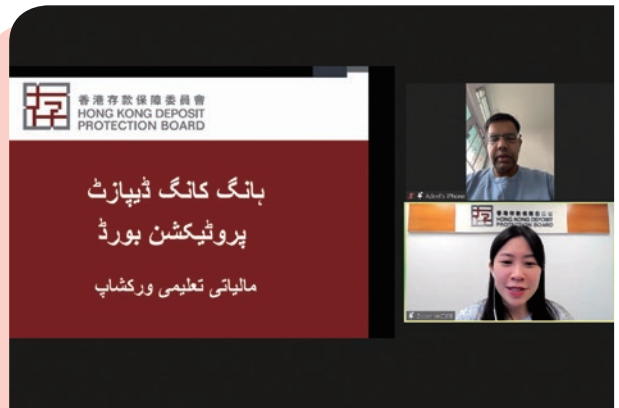 香港存款保障委員會
HONG KONG DEPOSIT
PROTECTION BOARD
ہانگ کانگ ڈیپازٹ
پروٹیکشن بورڈ
مالیاتی تعلیمی ورکشاپ
香港存款保障委員會
HONG KONG DEPOSIT
PROTECTION BOARD